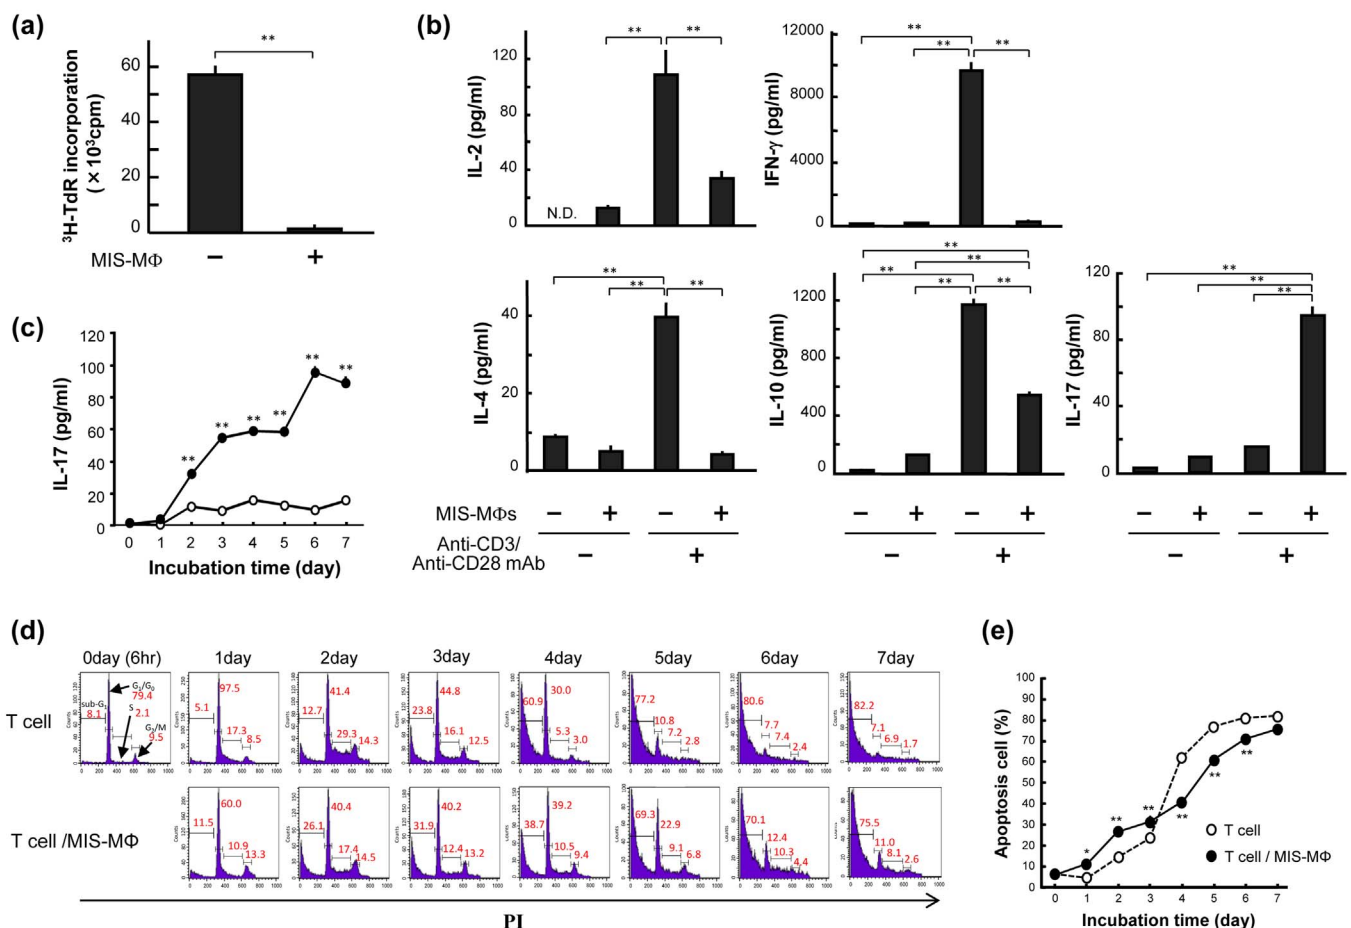 (a)
**
³H-TdR incorporation
(×10³cpm)
60
40
20
0
MIS-MΦ
−
+
(b)
IL-2 (pg/ml)
120
80
40
0
N.D.
**
**
IFN-γ (pg/ml)
12000
8000
4000
0
**
**
**
IL-4 (pg/ml)
40
20
0
**
**
**
IL-10 (pg/ml)
1200
800
400
0
**
**
**
**
**
IL-17 (pg/ml)
120
80
40
0
**
**
**
MIS-MΦs
− + − +
− + − +
− + − +
Anti-CD3/
Anti-CD28 mAb
− +
− +
− +
(c)
IL-17 (pg/ml)
120
100
80
60
40
20
0
**
**
**
**
**
**
0 1 2 3 4 5 6 7
Incubation time (day)
(d)
0day (6hr) 1day 2day 3day 4day 5day 6day 7day
T cell
sub-G₁
8.1
G₁/G₀
79.4
S
2.1
G₂/M
9.5
5.1 97.5 17.3 8.5
12.7 41.4 29.3 14.3
23.8 44.8 16.1 12.5
60.9 30.0 5.3 3.0
77.2 10.8 7.2 2.8
80.6 7.7 7.4 2.4
82.2 7.1 6.9 1.7
T cell /MIS-MΦ
11.5 60.0 10.9 13.3
26.1 40.4 17.4 14.5
31.9 40.2 12.4 13.2
38.7 39.2 10.5 9.4
69.3 22.9 9.1 6.8
70.1 12.4 10.3 4.4
75.5 11.0 8.1 2.6
PI
(e)
Apoptosis cell (%)
100
90
80
70
60
50
40
30
20
10
0
*
**
**
**
**
**
T cell
T cell / MIS-MΦ
0 1 2 3 4 5 6 7
Incubation time (day)